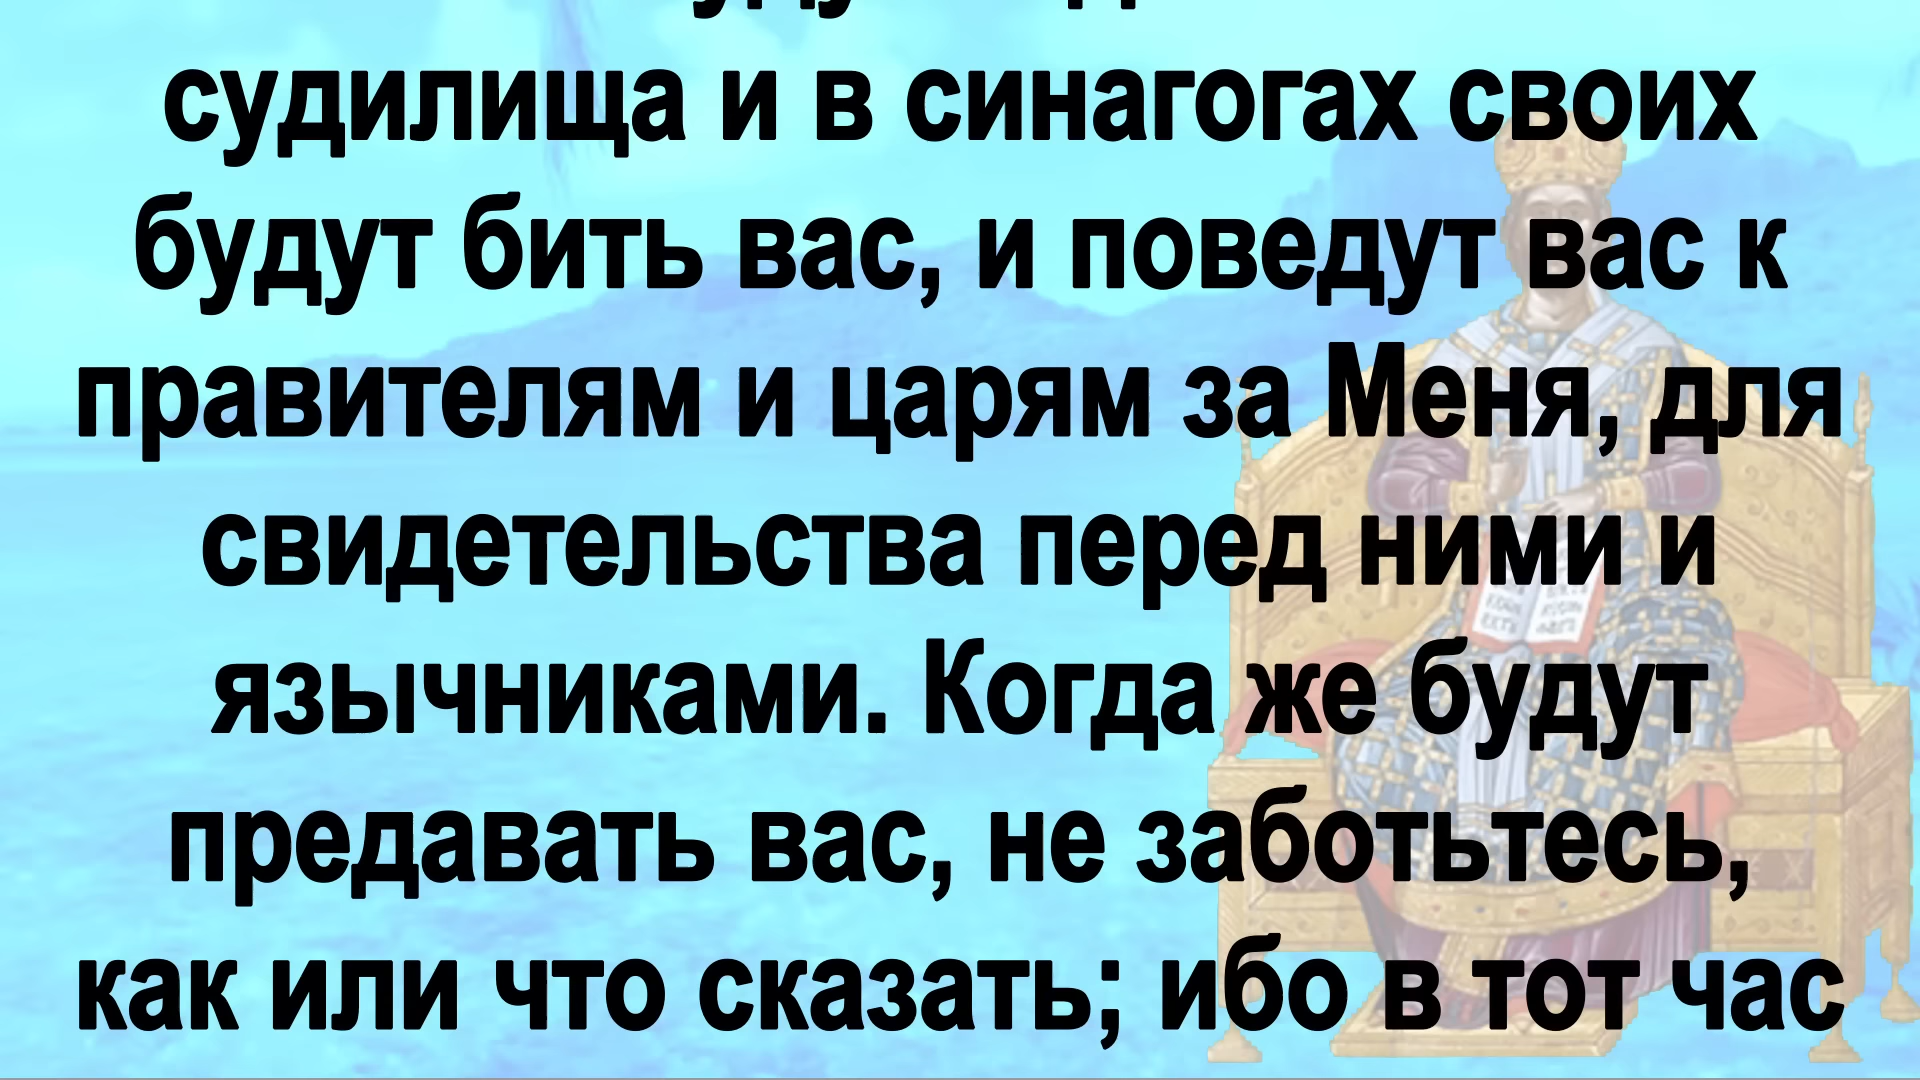 судилища и в синагогах своих
будут бить вас, и поведут вас к
правителям и царям за Меня, для
свидетельства перед ними и
язычниками. Когда же будут
предавать вас, не заботьтесь,
как или что сказать; ибо в тот час